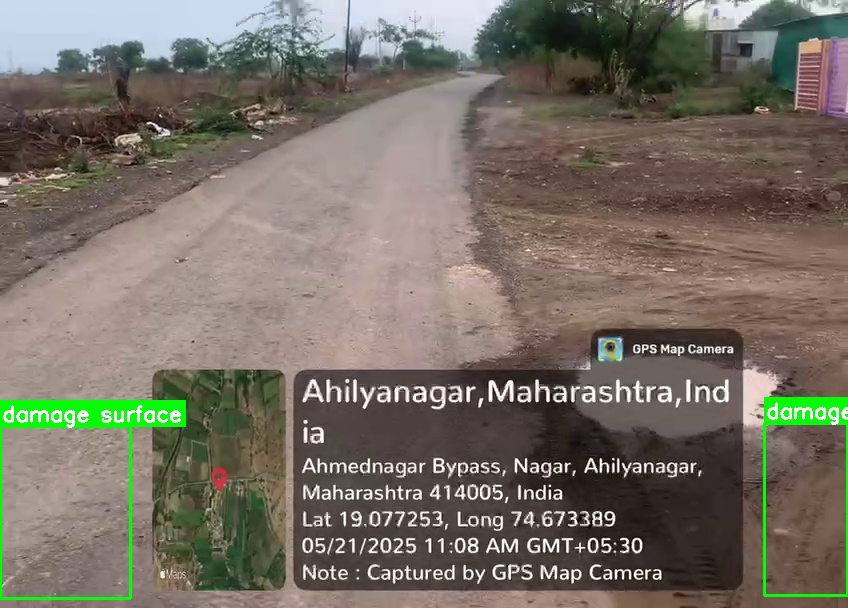 damage surface
damage
GPS Map Camera
Ahilyanagar,Maharashtra,Ind
ia
Ahmednagar Bypass, Nagar, Ahilyanagar,
Maharashtra 414005, India
Lat 19.077253, Long 74.673389
05/21/2025 11:08 AM GMT+05:30
Note : Captured by GPS Map Camera
Maps